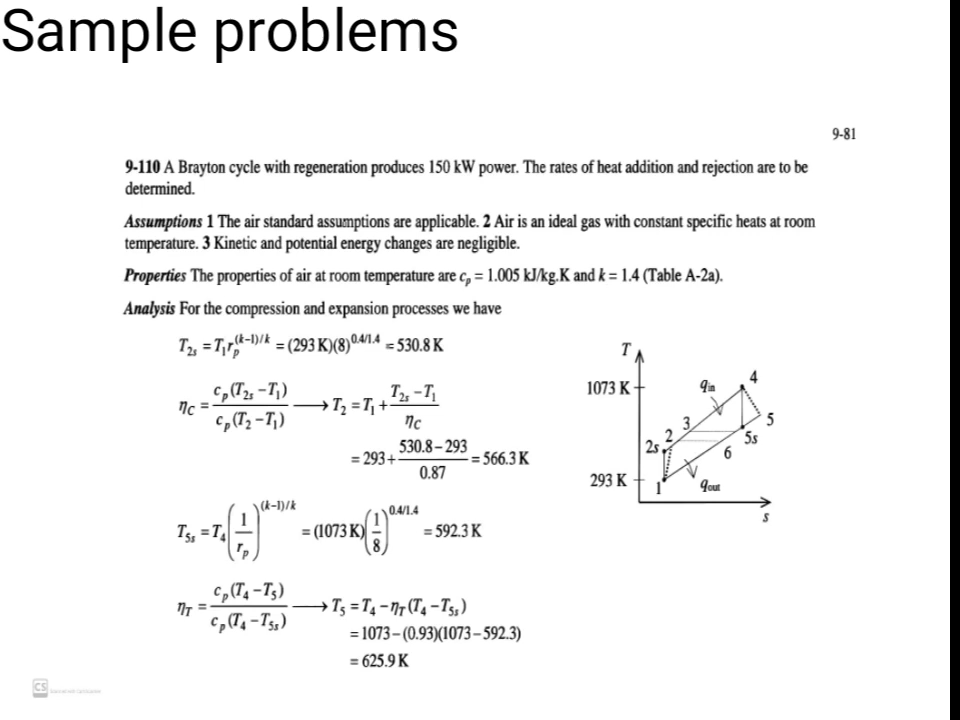 Sample problems
9-81
9-110 A Brayton cycle with regeneration produces 150 kW power. The rates of heat addition and rejection are to be
determined.
Assumptions 1 The air standard assumptions are applicable. 2 Air is an ideal gas with constant specific heats at room
temperature. 3 Kinetic and potential energy changes are negligible.
Properties The properties of air at room temperature are cₚ = 1.005 kJ/kg.K and k = 1.4 (Table A-2a).
Analysis For the compression and expansion processes we have
T₂ₛ = T₁rₚ^(k−1)/k = (293 K)(8)^0.4/1.4 = 530.8 K
η_C = cₚ(T₂ₛ − T₁) / cₚ(T₂ − T₁) ⟶ T₂ = T₁ + (T₂ₛ − T₁) / η_C
= 293 + (530.8 − 293) / 0.87 = 566.3 K
T₅ₛ = T₄(1/rₚ)^(k−1)/k = (1073 K)(1/8)^0.4/1.4 = 592.3 K
η_T = cₚ(T₄ − T₅) / cₚ(T₄ − T₅ₛ) ⟶ T₅ = T₄ − η_T(T₄ − T₅ₛ)
= 1073 − (0.93)(1073 − 592.3)
= 625.9 K
T
1073 K
q_in
4
5
3
5s
2
2s
6
293 K
1
q_out
s
CS